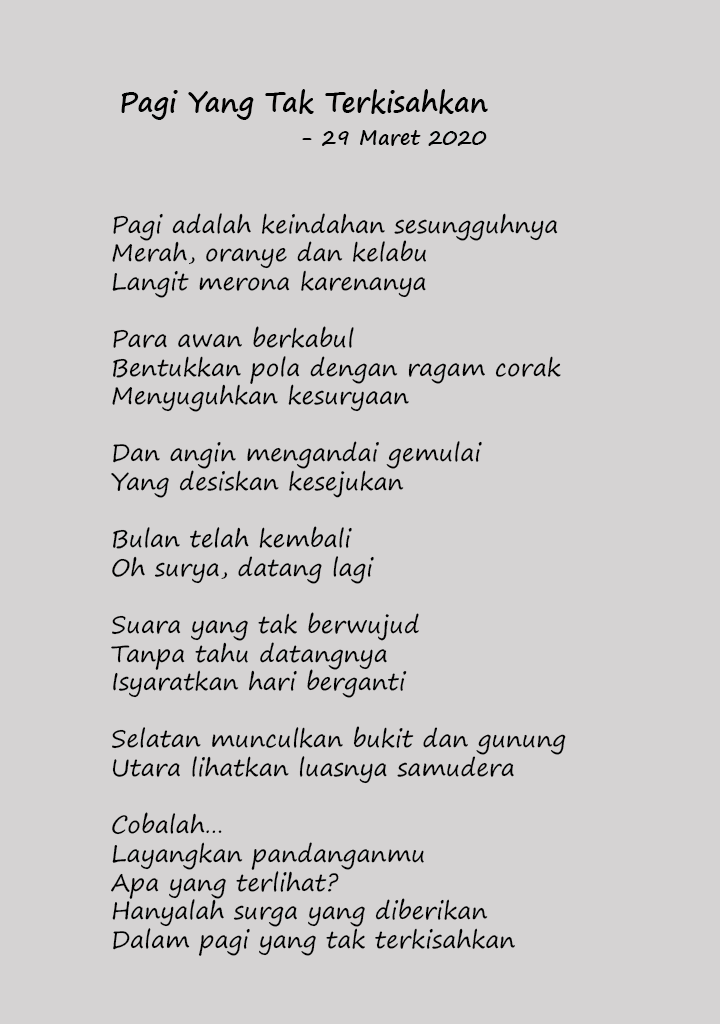 Pagi Yang Tak Terkisahkan
- 29 Maret 2020
Pagi adalah keindahan sesungguhnya
Merah, oranye dan kelabu
Langit merona karenanya
Para awan berkabul
Bentukkan pola dengan ragam corak
Menyuguhkan kesuryaan
Dan angin mengandai gemulai
Yang desiskan kesejukan
Bulan telah kembali
Oh surya, datang lagi
Suara yang tak berwujud
Tanpa tahu datangnya
Isyaratkan hari berganti
Selatan munculkan bukit dan gunung
Utara lihatkan luasnya samudera
Cobalah...
Layangkan pandanganmu
Apa yang terlihat?
Hanyalah surga yang diberikan
Dalam pagi yang tak terkisahkan